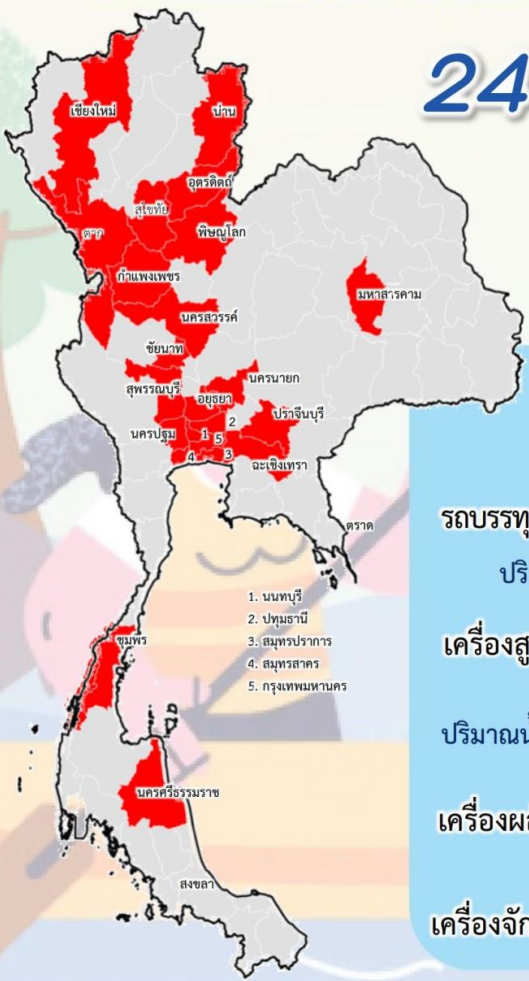 24
เชียงใหม่
น่าน
อุตรดิตถ์
สุโขทัย
ตาก
พิษณุโลก
กำแพงเพชร
มหาสารคาม
นครสวรรค์
ชัยนาท
สุพรรณบุรี
นครนายก
อยุธยา
ปราจีนบุรี
2
นครปฐม
1
5
4
3
ฉะเชิงเทรา
ตราด
1. นนทบุรี
2. ปทุมธานี
3. สมุทรปราการ
4. สมุทรสาคร
5. กรุงเทพมหานคร
ชุมพร
นครศรีธรรมราช
สงขลา
รถบรรทุ
ปริ
เครื่องสู
ปริมาณน้
เครื่องผล
เครื่องจัก